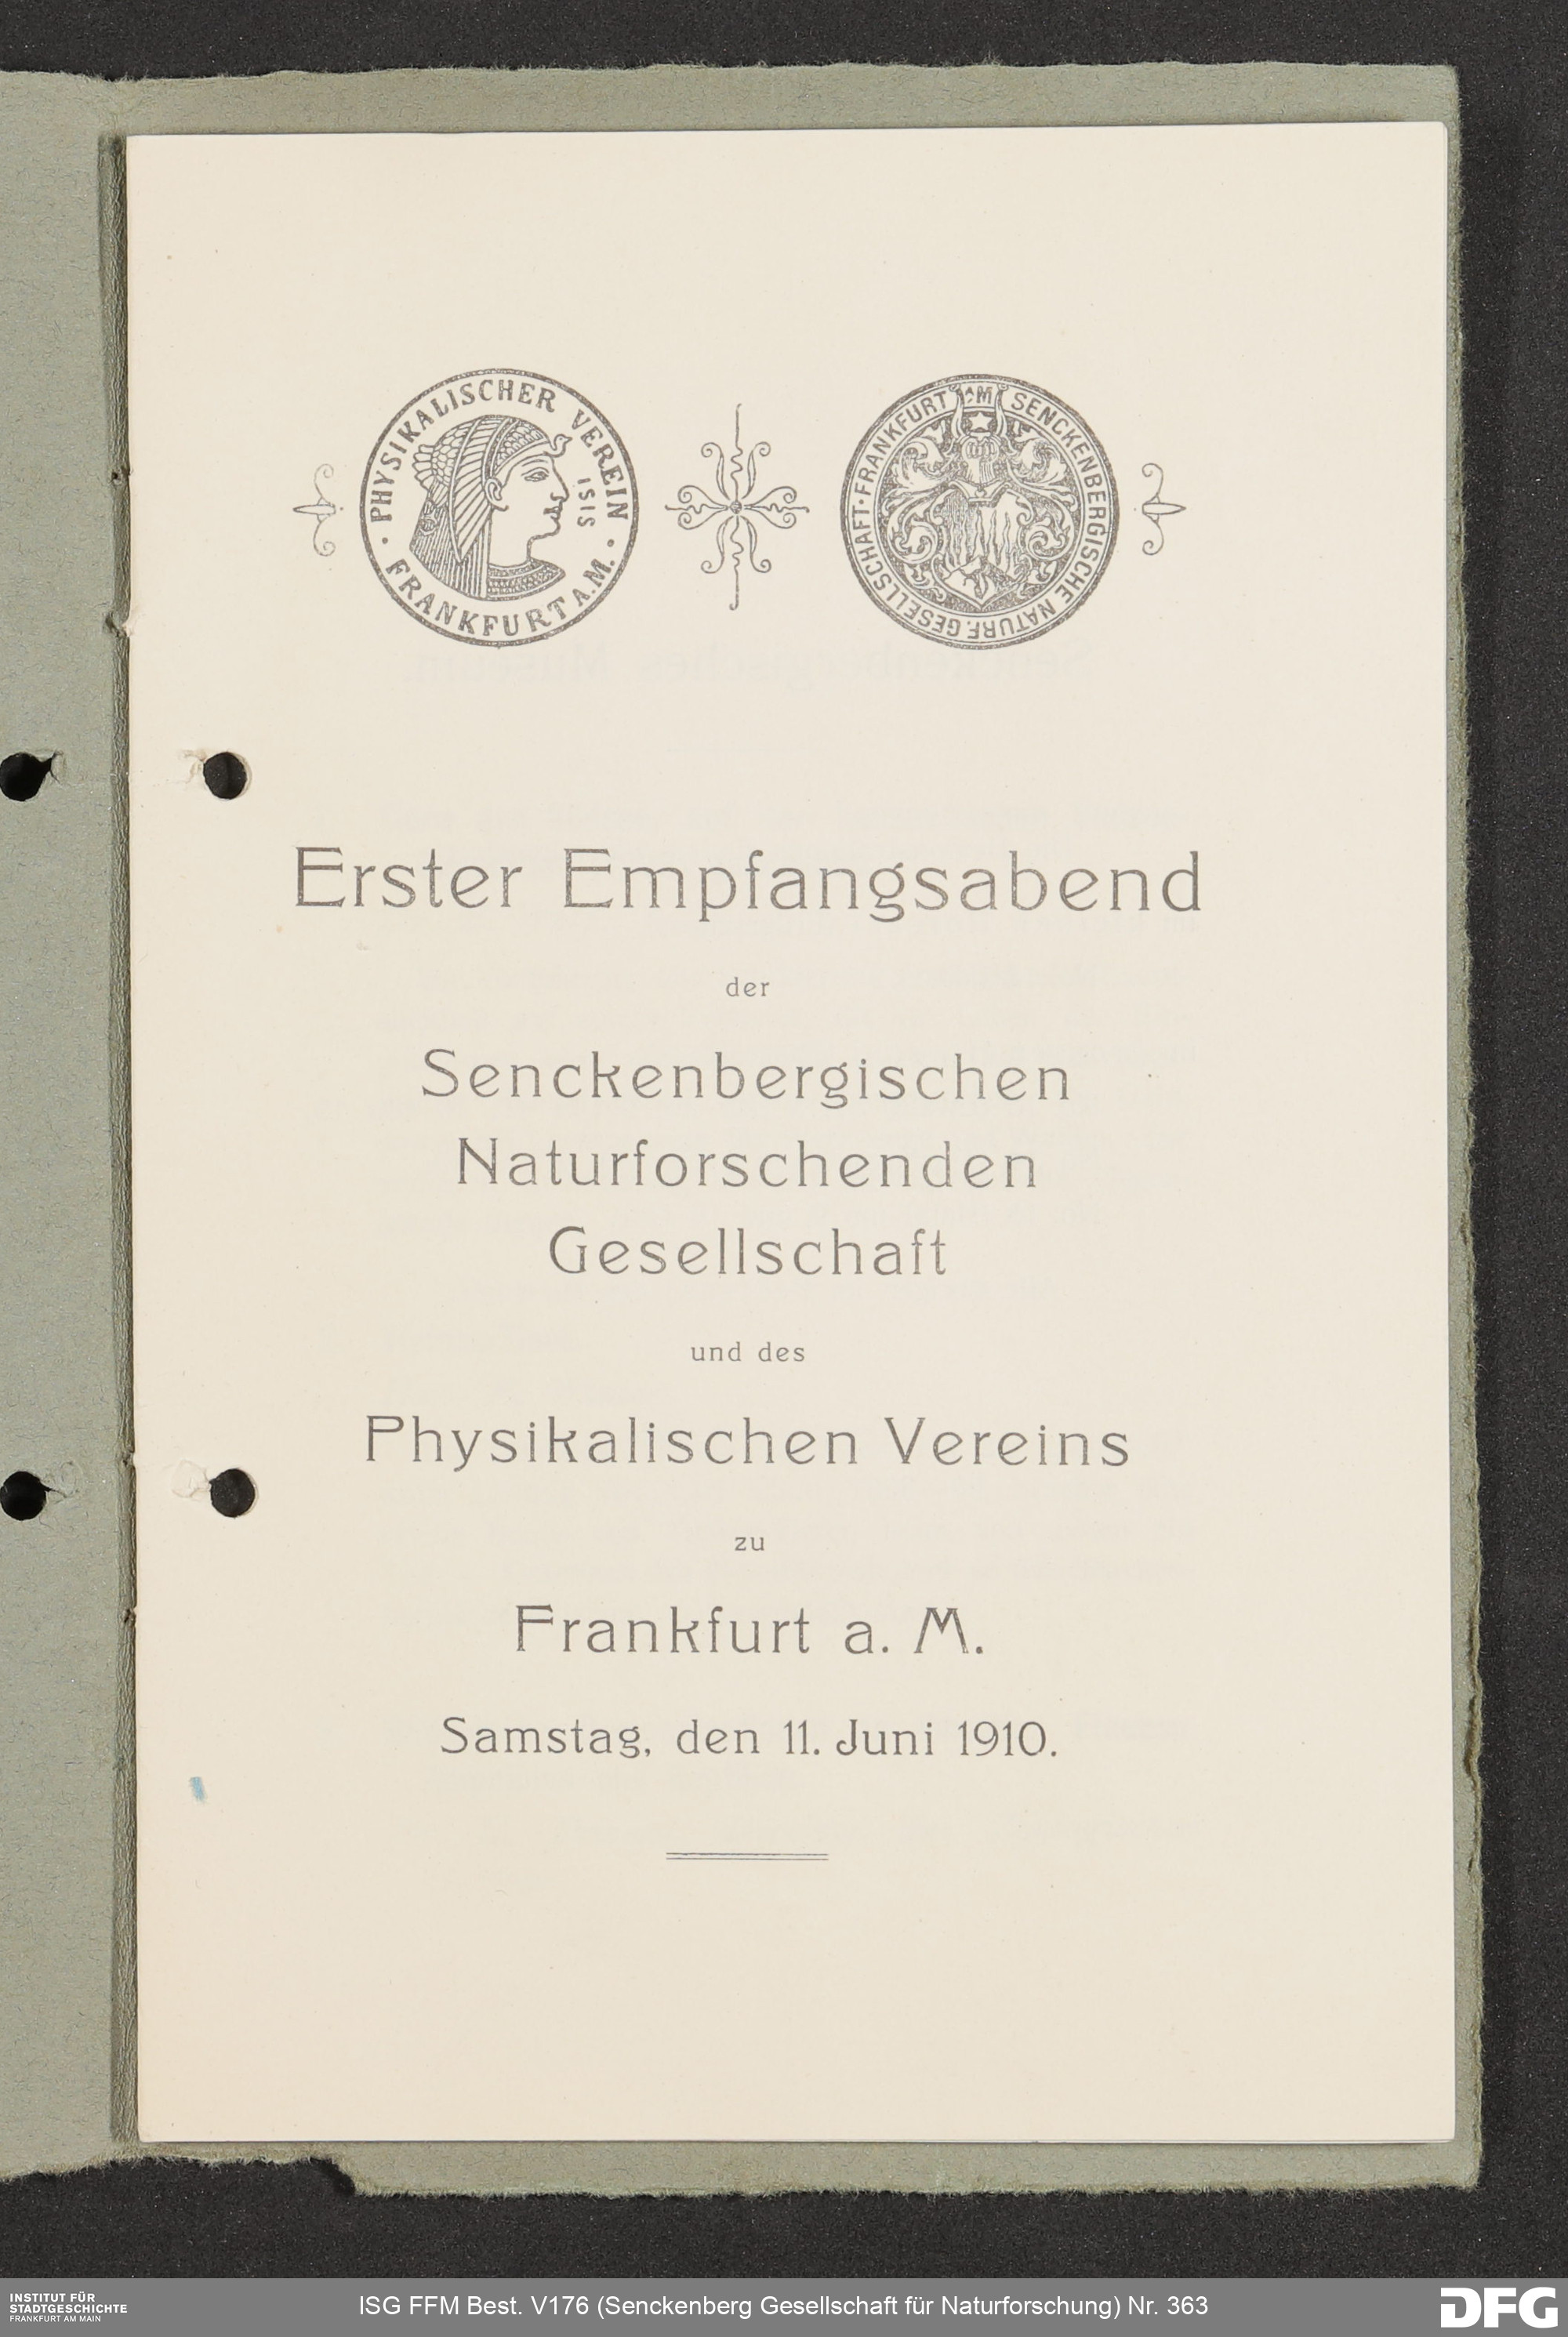 PHYSIKALISCHER VEREIN
ISIS
FRANKFURT A.M.
SENCKENBERGISCHE NATURF. GESELLSCHAFT · FRANKFURT A/M
Erster Empfangsabend
der
Senckenbergischen
Naturforschenden
Gesellschaft
und des
Physikalischen Vereins
zu
Frankfurt a. M.
Samstag, den 11. Juni 1910.
INSTITUT FÜR
STADTGESCHICHTE
FRANKFURT AM MAIN
ISG FFM Best. V176 (Senckenberg Gesellschaft für Naturforschung) Nr. 363
DFG